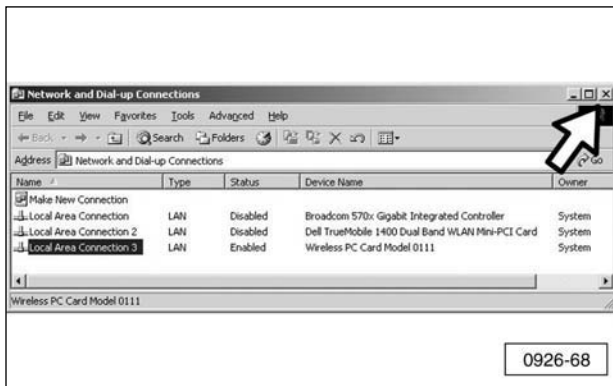 Network and Dial-up Connections
File Edit View Favorites Tools Advanced Help
Back Search Folders
Address Network and Dial-up Connections Go
Name Type Status Device Name Owner
Make New Connection
Local Area Connection LAN Disabled Broadcom 570x Gigabit Integrated Controller System
Local Area Connection 2 LAN Disabled Dell TrueMobile 1400 Dual Band WLAN Mini-PCI Card System
Local Area Connection 3 LAN Enabled Wireless PC Card Model 0111 System
Wireless PC Card Model 0111
0926-68